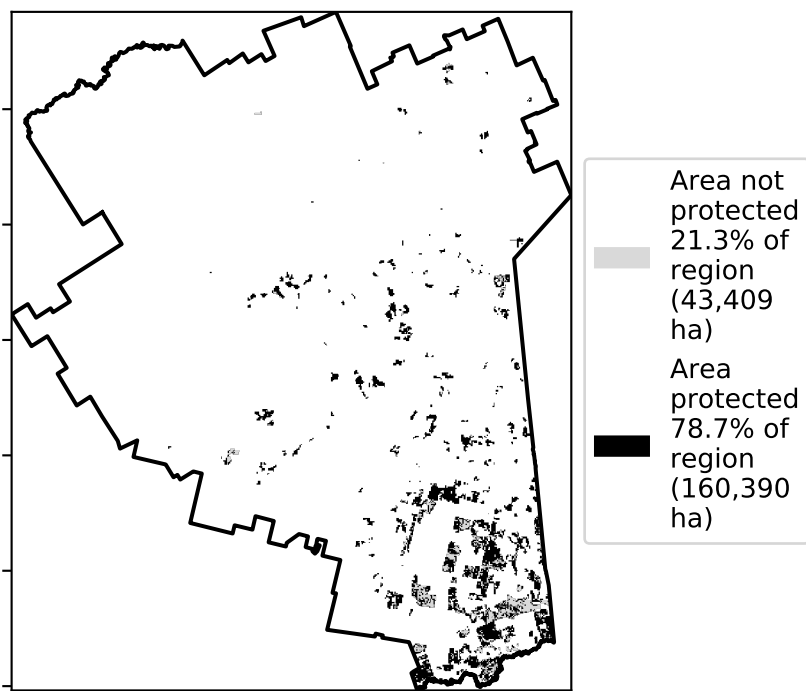 Area not
protected
21.3% of
region
(43,409
ha)
Area
protected
78.7% of
region
(160,390
ha)